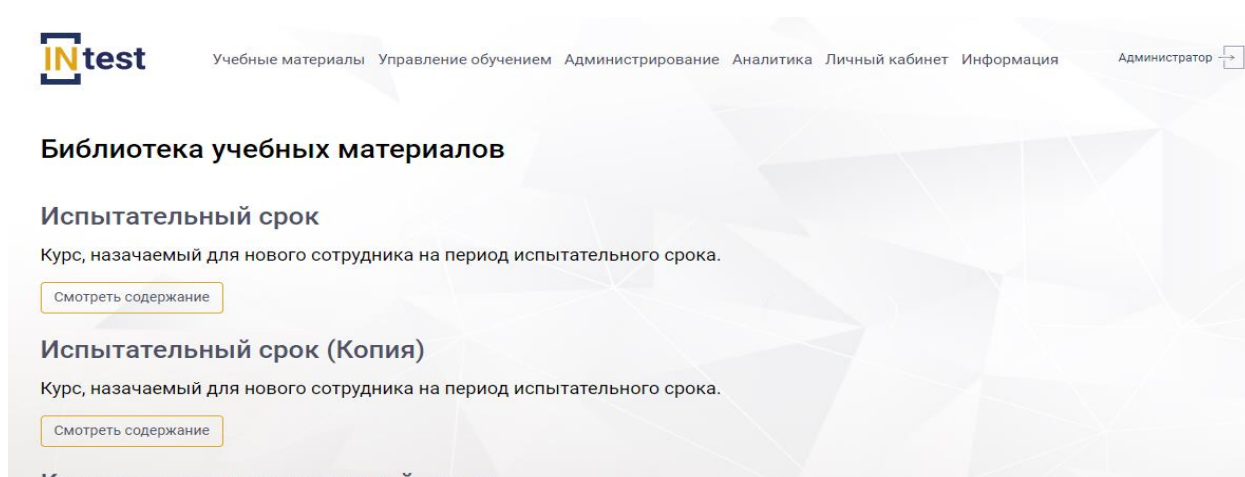 INtest
Учебные материалы Управление обучением Администрирование Аналитика Личный кабинет Информация Администратор
Библиотека учебных материалов
Испытательный срок
Курс, назачаемый для нового сотрудника на период испытательного срока.
Смотреть содержание
Испытательный срок (Копия)
Курс, назачаемый для нового сотрудника на период испытательного срока.
Смотреть содержание